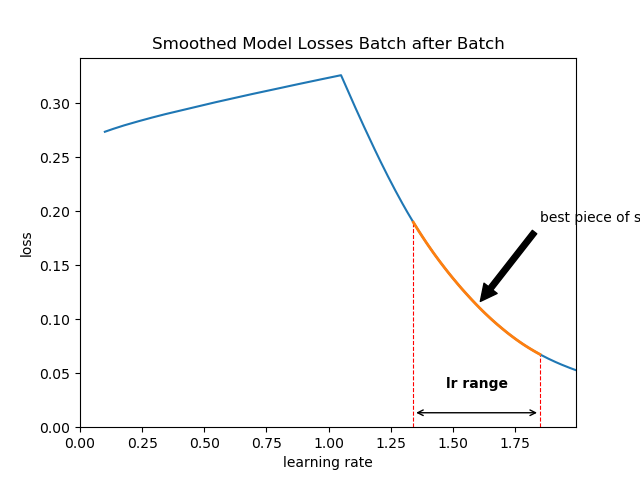 Smoothed Model Losses Batch after Batch
0.30
0.25
0.20
0.15
0.10
0.05
0.00
loss
best piece of s
lr range
0.00 0.25 0.50 0.75 1.00 1.25 1.50 1.75
learning rate